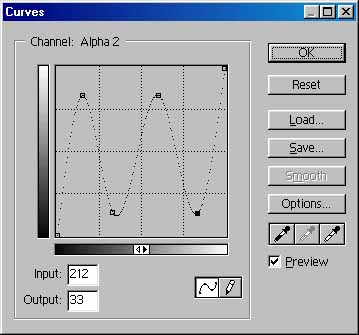 Curves
Channel: Alpha 2
OK
Reset
Load...
Save...
Smooth
Options...
Preview
Input: 212
Output: 33